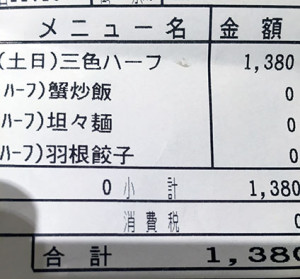 メニュー名 金額
(土日)三色ハーフ 1,380
ﾊｰﾌ)蟹炒飯 0
ﾊｰﾌ)坦々麺 0
ﾊｰﾌ)羽根餃子 0
0 小計 1,380
消費税
合計 1,380